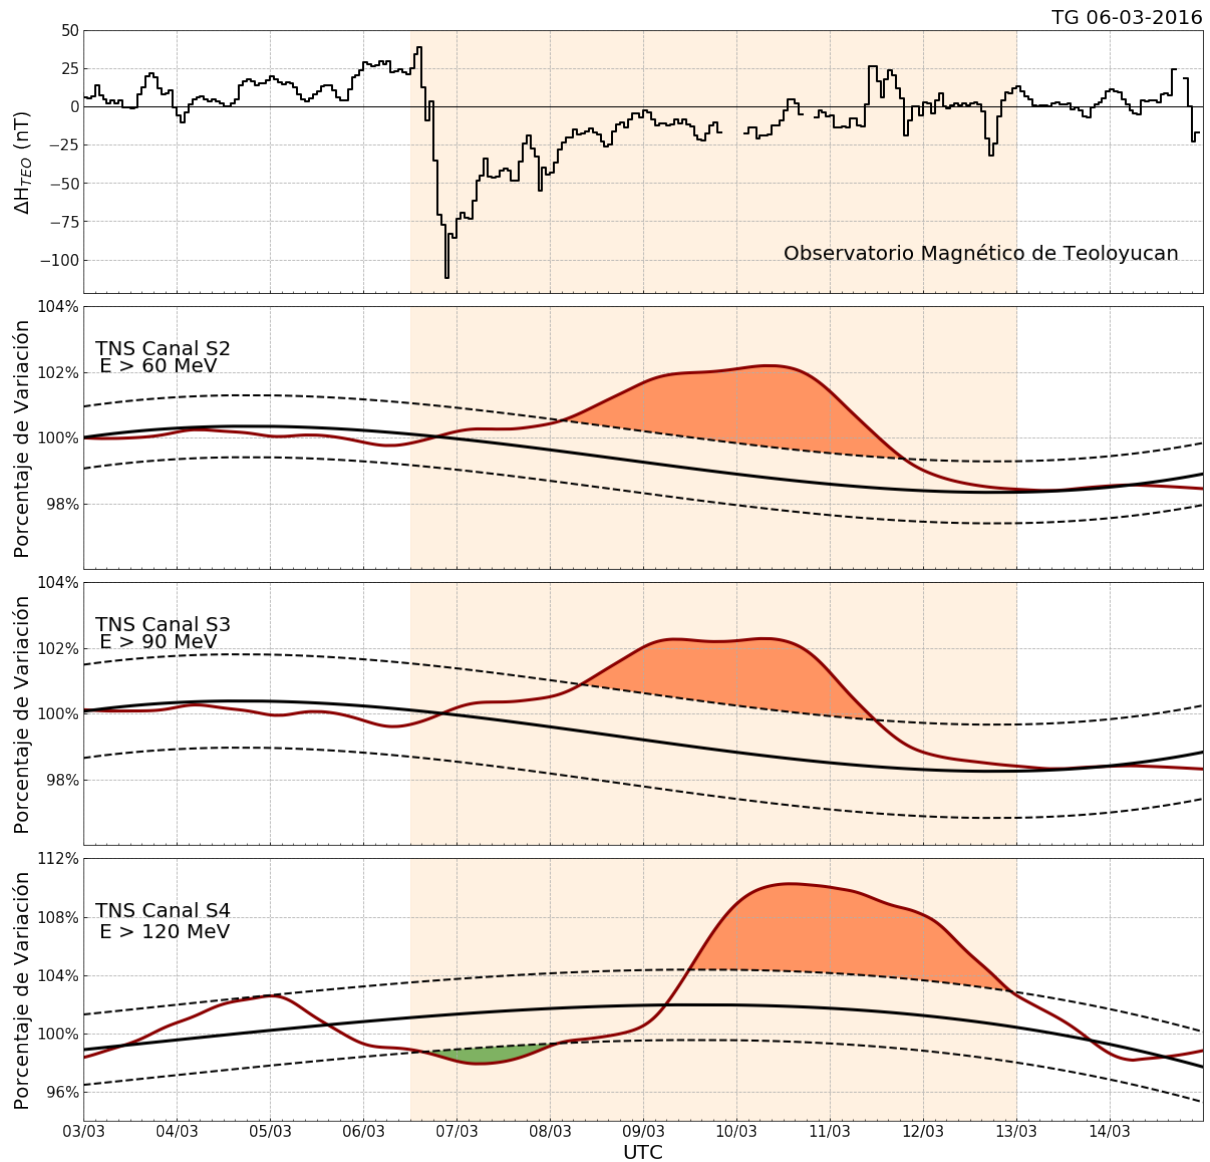 TG 06-03-2016
50
25
0
−25
−50
−75
−100
ΔH_TEO (nT)
Observatorio Magnético de Teoloyucan
104%
102%
100%
98%
Porcentaje de Variación
TNS Canal S2
E > 60 MeV
104%
102%
100%
98%
Porcentaje de Variación
TNS Canal S3
E > 90 MeV
112%
108%
104%
100%
96%
Porcentaje de Variación
TNS Canal S4
E > 120 MeV
03/03 04/03 05/03 06/03 07/03 08/03 09/03 10/03 11/03 12/03 13/03 14/03
UTC